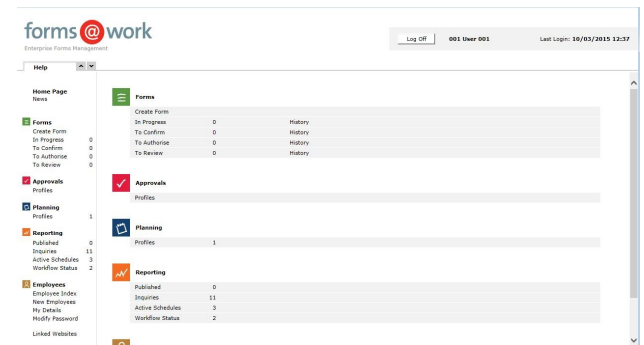 forms@work
Enterprise Forms Management
Log Off 001 User 001 Last Login: 10/03/2015 12:37
Help
Home Page
News
Forms
Create Form
In Progress 0
To Confirm 0
To Authorise 0
To Review 0
Approvals
Profiles
Planning
Profiles 1
Reporting
Published 0
Inquiries 11
Active Schedules 3
Workflow Status 2
Employees
Employee Index
New Employees
My Details
Modify Password
Linked Websites
Forms
Create Form
In Progress 0 History
To Confirm 0 History
To Authorise 0 History
To Review 0 History
Approvals
Profiles
Planning
Profiles 1
Reporting
Published 0
Inquiries 11
Active Schedules 3
Workflow Status 2